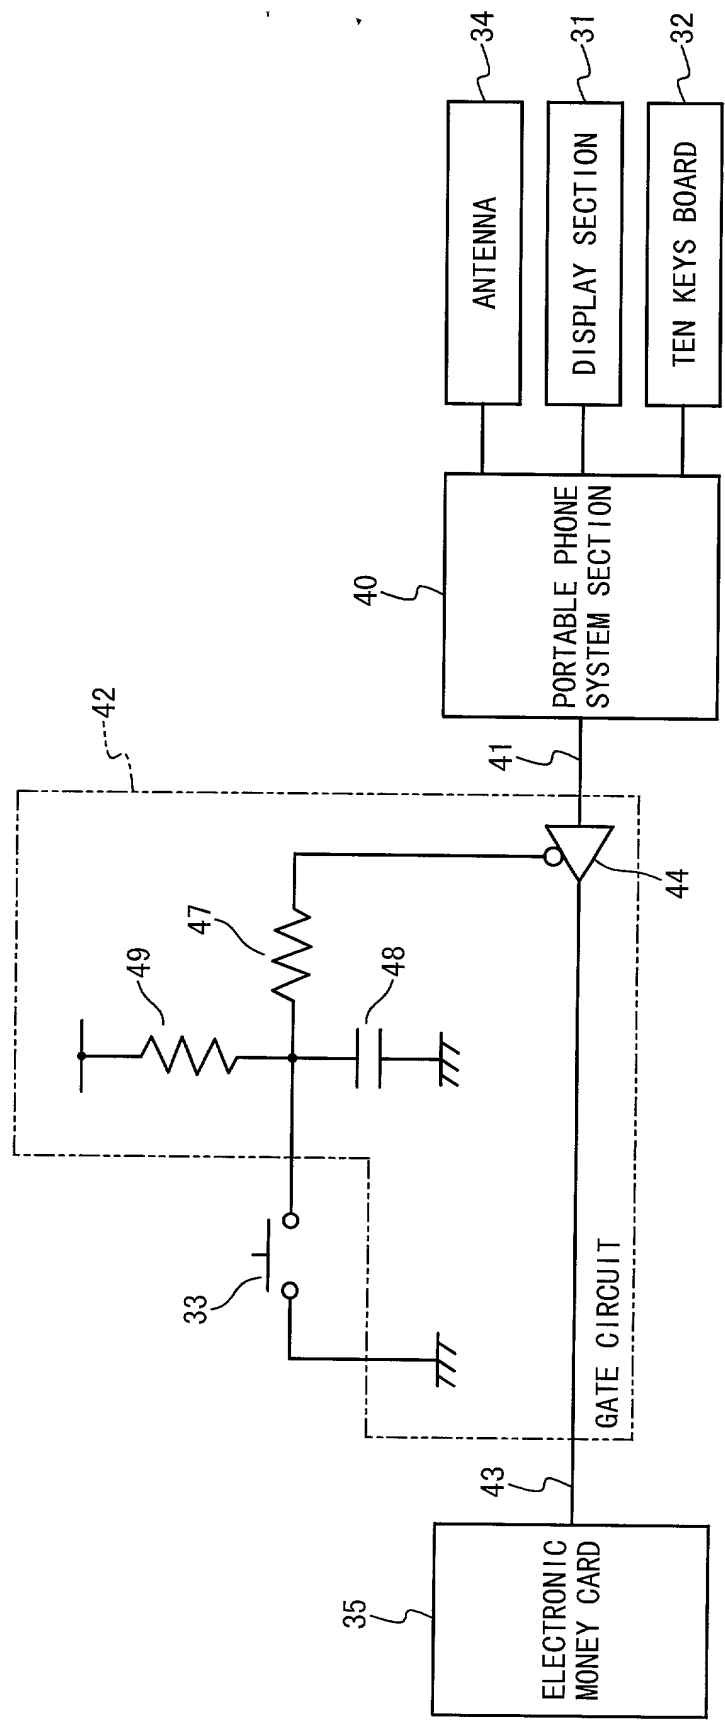 42
49
47
48
33
GATE CIRCUIT
44
43
41
35
ELECTRONIC
MONEY CARD
40
PORTABLE PHONE
SYSTEM SECTION
ANTENNA
34
DISPLAY SECTION
31
TEN KEYS BOARD
32